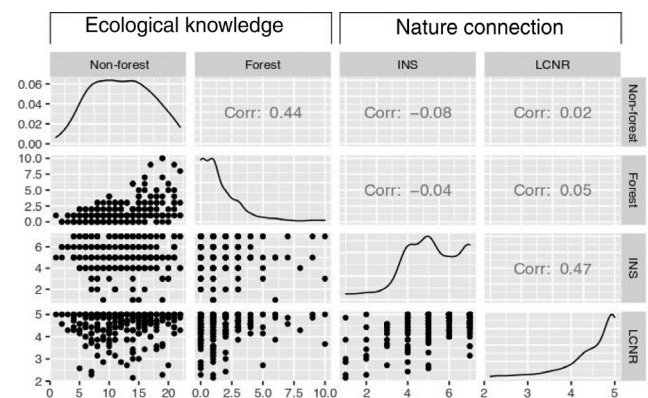 Ecological knowledge Nature connection
Non-forest Forest INS LCNR
0.06
0.04
0.02
0.00
Corr: 0.44 Corr: −0.08 Corr: 0.02
Non-forest
10.0
7.5
5.0
2.5
0.0
Corr: −0.04 Corr: 0.05
Forest
6
4
2
Corr: 0.47
INS
5
4
3
2
LCNR
0 5 10 15 20 0.0 2.5 5.0 7.5 10.0 2 4 6 2 3 4 5